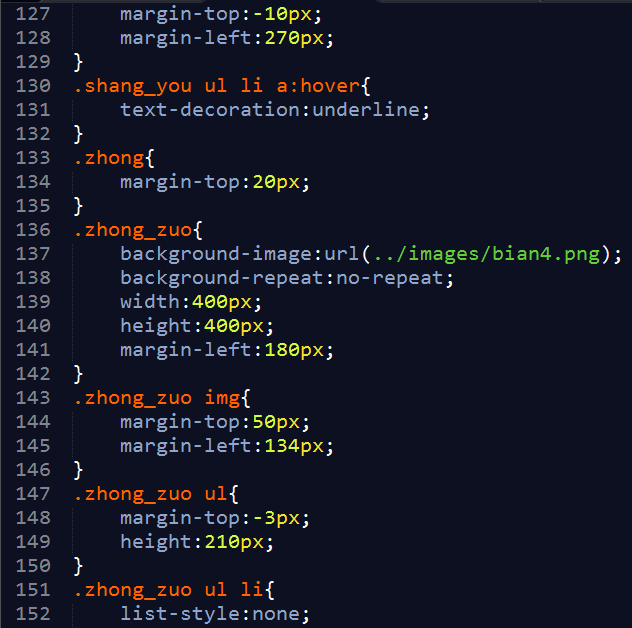 127 margin-top:-10px;
128 margin-left:270px;
129 }
130 .shang_you ul li a:hover{
131 text-decoration:underline;
132 }
133 .zhong{
134 margin-top:20px;
135 }
136 .zhong_zuo{
137 background-image:url(../images/bian4.png);
138 background-repeat:no-repeat;
139 width:400px;
140 height:400px;
141 margin-left:180px;
142 }
143 .zhong_zuo img{
144 margin-top:50px;
145 margin-left:134px;
146 }
147 .zhong_zuo ul{
148 margin-top:-3px;
149 height:210px;
150 }
151 .zhong_zuo ul li{
152 list-style:none;